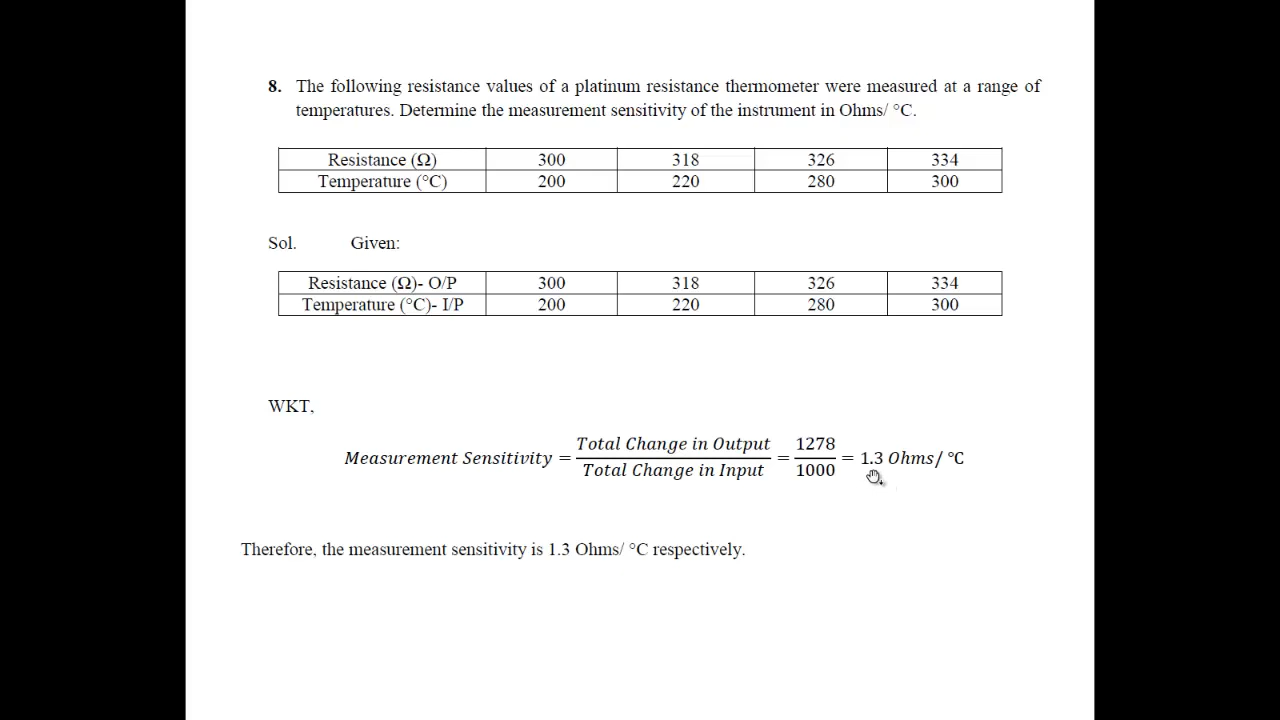 8. The following resistance values of a platinum resistance thermometer were measured at a range of
temperatures. Determine the measurement sensitivity of the instrument in Ohms/ °C.
Resistance (Ω) 300 318 326 334
Temperature (°C) 200 220 280 300
Sol. Given:
Resistance (Ω)- O/P 300 318 326 334
Temperature (°C)- I/P 200 220 280 300
WKT,
Measurement Sensitivity = Total Change in Output / Total Change in Input = 1278 / 1000 = 1.3 Ohms/ °C
Therefore, the measurement sensitivity is 1.3 Ohms/ °C respectively.